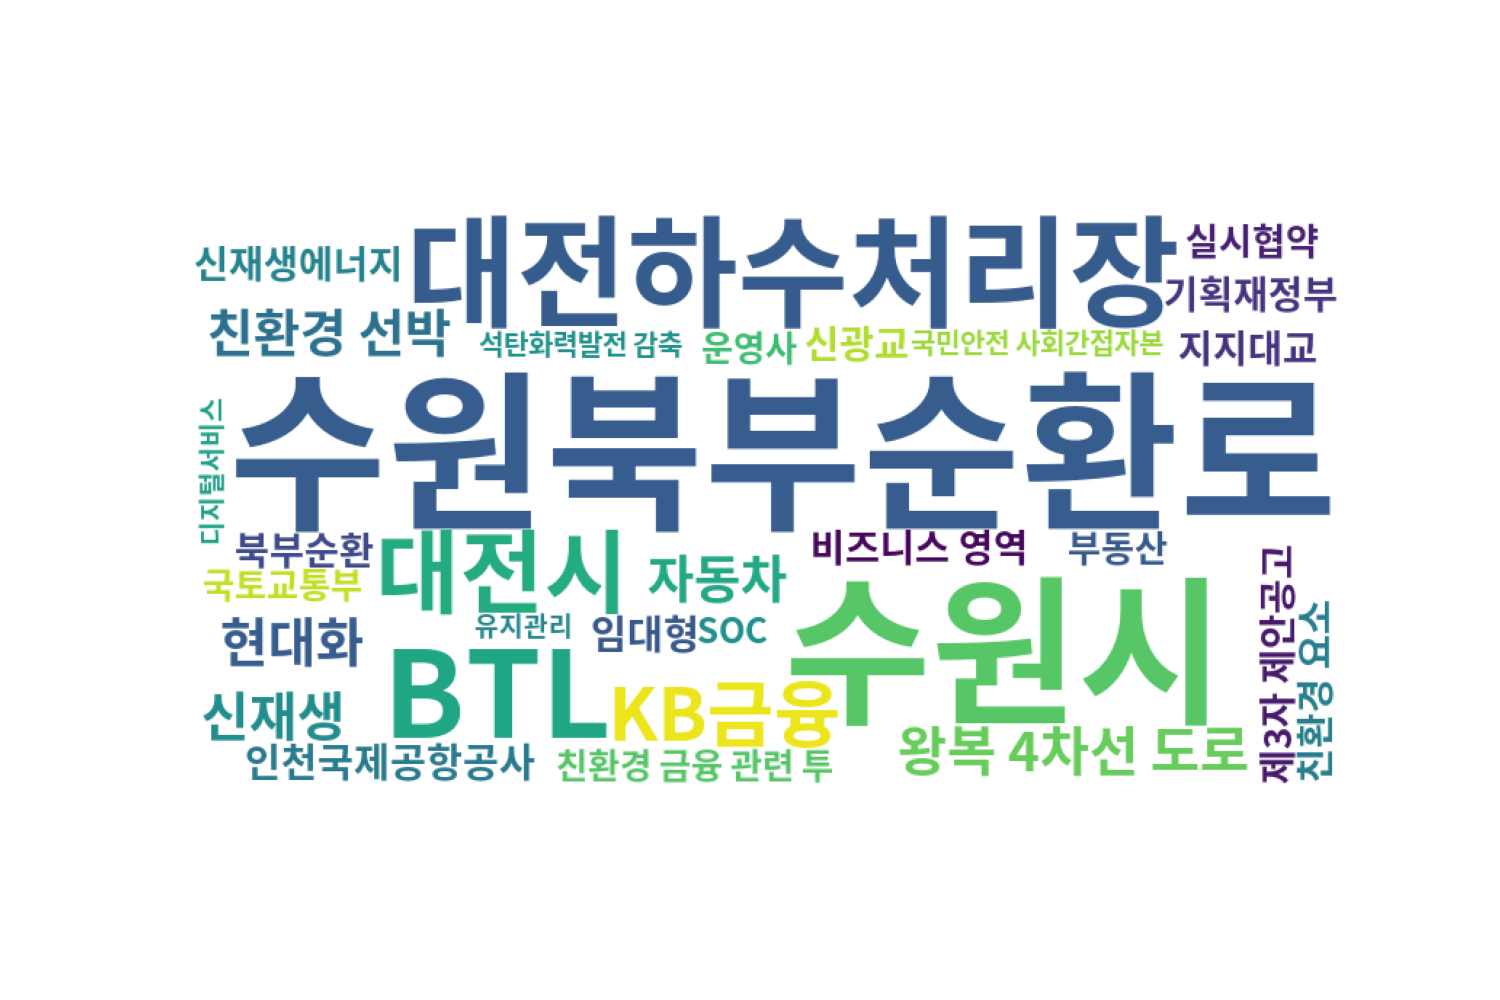 대전하수처리장
실시협약
신재생에너지
기획재정부
친환경 선박
석탄화력발전 감축
운영사
신광교
국민안전 사회간접자본
지지대교
수원북부순환로
디지털서비스
북부순환
대전시
자동차
비즈니스 영역
부동산
국토교통부
현대화
유지관리
임대형
SOC
수원시
제3자 제안공고
친환경 요소
BTL
KB금융
신재생
인천국제공항공사
친환경 금융 관련 투
왕복 4차선 도로